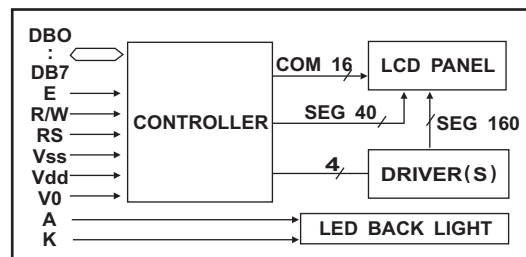 DBO
:
DB7
E
R/W
RS
Vss
Vdd
V0
A
K
CONTROLLER
COM 16
SEG 40
4
LCD PANEL
SEG 160
DRIVER(S)
LED BACK LIGHT